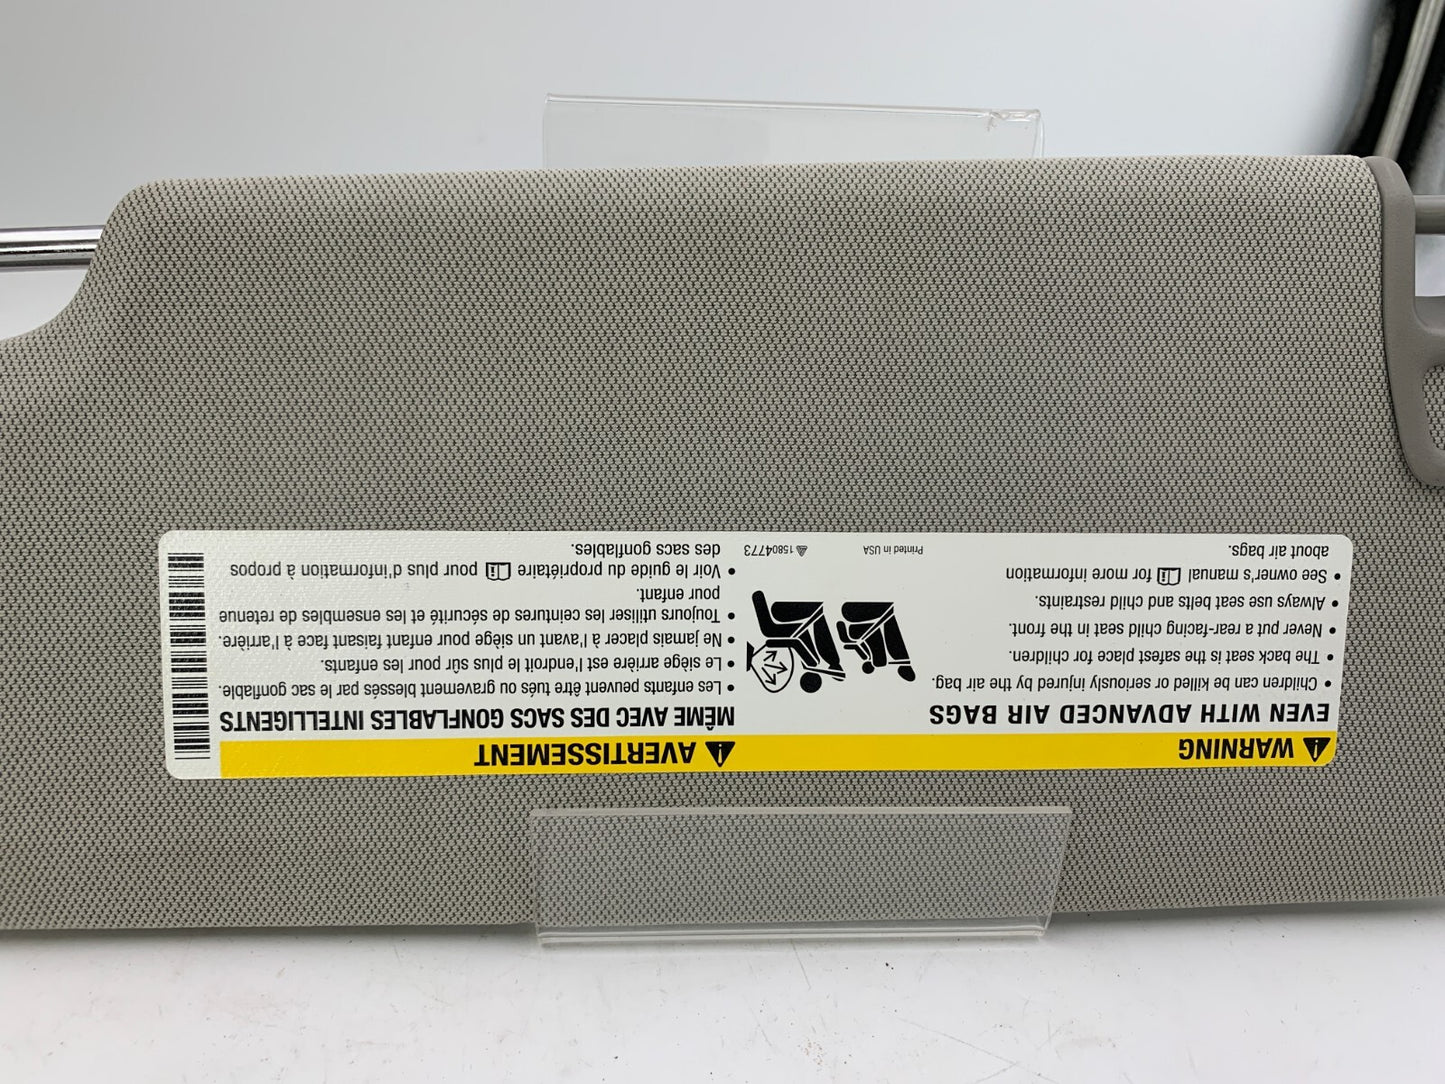 WARNING
EVEN WITH ADVANCED AIR BAGS
• Children can be killed or seriously injured by the air bag.
• The back seat is the safest place for children.
• Never put a rear-facing child seat in the front.
• Always use seat belts and child restraints.
• See owner's manual for more information
about air bags.
Printed in USA
15804773
AVERTISSEMENT
MÊME AVEC DES SACS GONFLABLES INTELLIGENTS
• Les enfants peuvent être tués ou gravement blessés par le sac gonflable.
• Le siège arrière est l'endroit le plus sûr pour les enfants.
• Ne jamais placer à l'avant un siège pour enfant faisant face à l'arrière.
• Toujours utiliser les ceintures de sécurité et les ensembles de retenue
pour enfant.
• Voir le guide du propriétaire pour plus d'information à propos
des sacs gonflables.